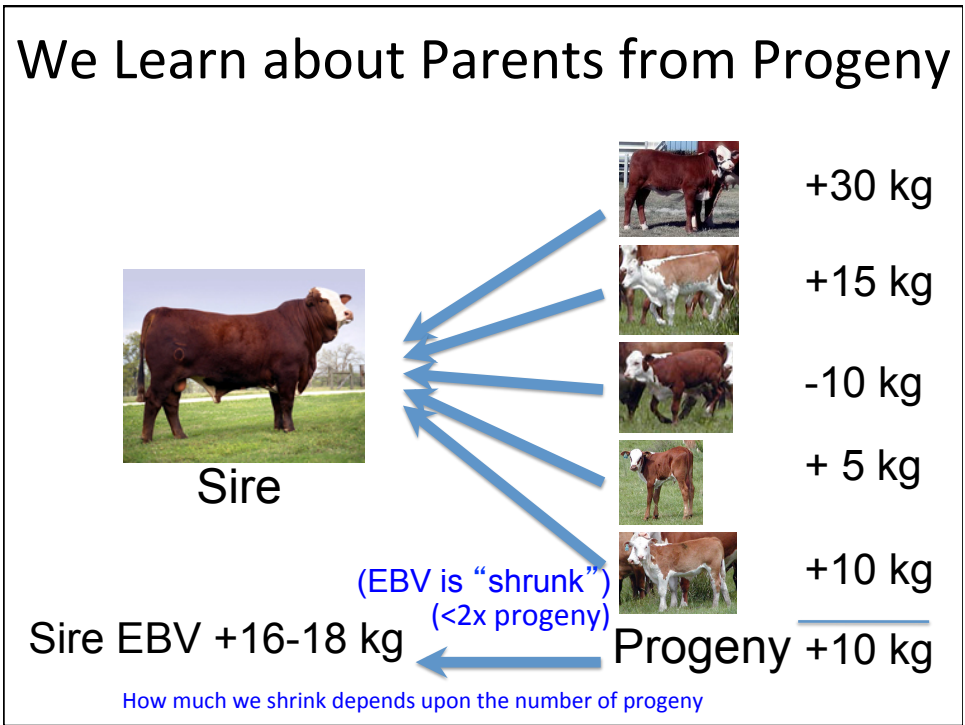 We Learn about Parents from Progeny
+30 kg
+15 kg
-10 kg
+ 5 kg
+10 kg
Sire
(EBV is “shrunk”)
(<2x progeny)
Sire EBV +16-18 kg
Progeny +10 kg
How much we shrink depends upon the number of progeny